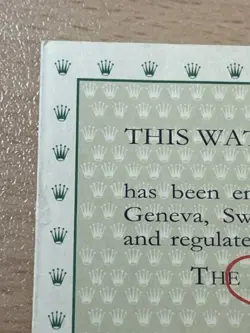 THIS WAT
has been en
Geneva, Sw
and regulate
THE